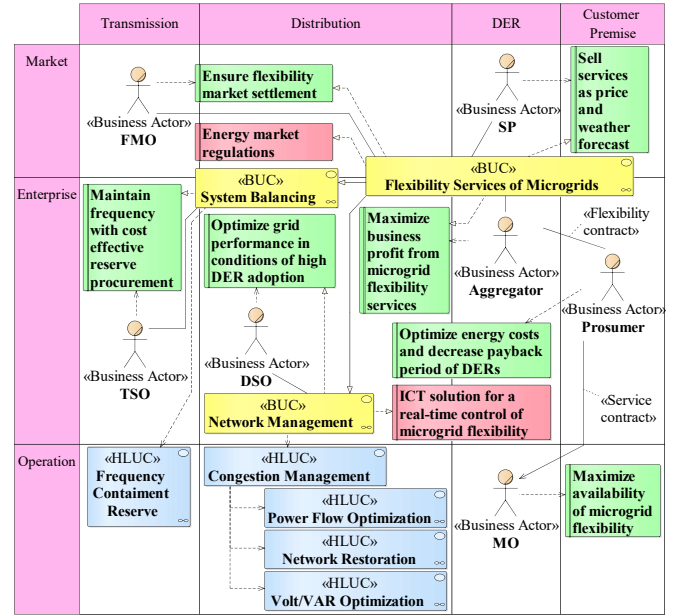 Transmission
Distribution
DER
Customer
Premise
Market
«Business Actor»
FMO
Ensure flexibility
market settlement
Energy market
regulations
«Business Actor»
SP
Sell
services
as price
and
weather
forecast
«BUC»
Flexibility Services of Microgrids
Enterprise
«BUC»
System Balancing
Maintain
frequency
with cost
effective
reserve
procurement
Optimize grid
performance in
conditions of high
DER adoption
Maximize
business
profit from
microgrid
flexibility
services
«Business Actor»
Aggregator
«Flexibility
contract»
«Business Actor»
Prosumer
«Business Actor»
TSO
«Business Actor»
DSO
Optimize energy costs
and decrease payback
period of DERs
«BUC»
Network Management
ICT solution for a
real-time control of
microgrid flexibility
«Service
contract»
Operation
«HLUC»
Frequency
Contaiment
Reserve
«HLUC»
Congestion Management
«HLUC»
Power Flow Optimization
«HLUC»
Network Restoration
«HLUC»
Volt/VAR Optimization
«Business Actor»
MO
Maximize
availability
of microgrid
flexibility